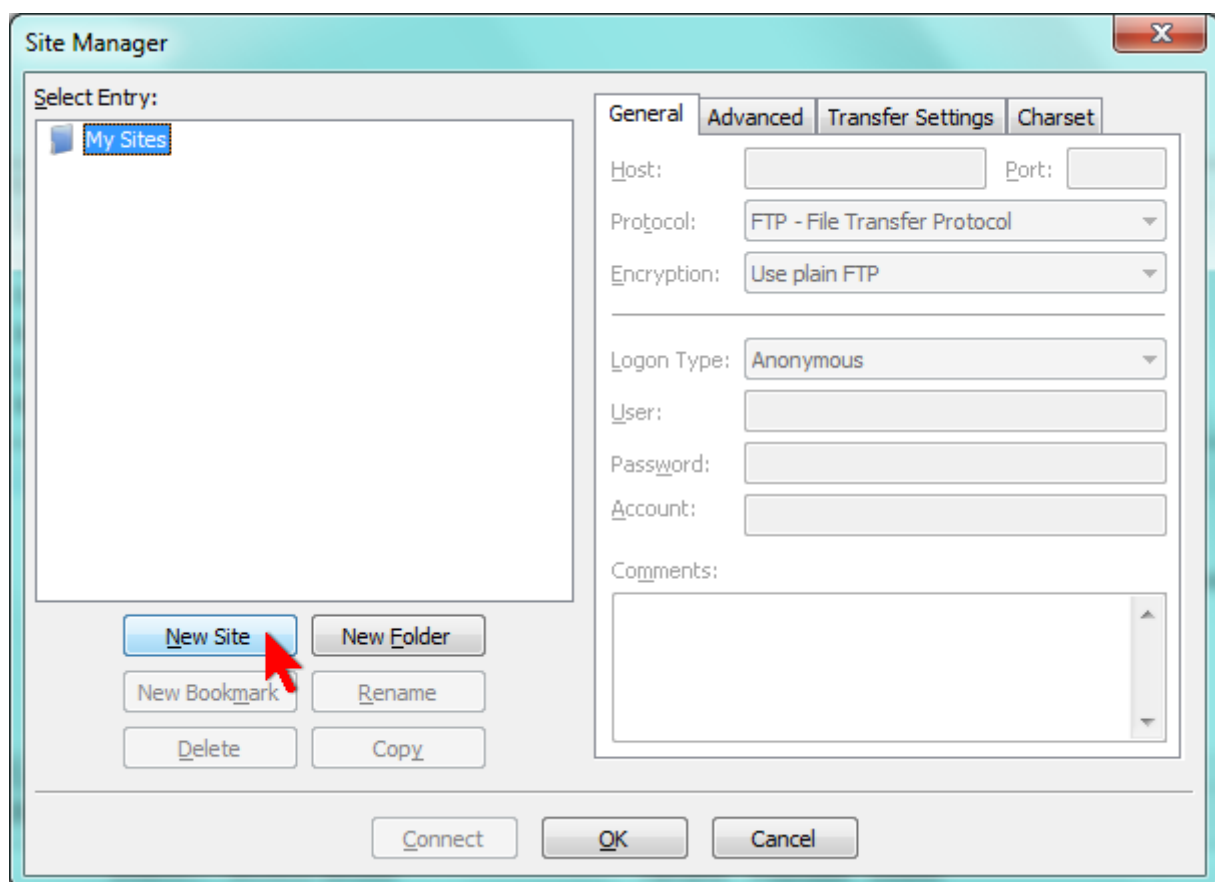 Site Manager
Select Entry:
My Sites
New Site
New Folder
New Bookmark
Rename
Delete
Copy
General
Advanced
Transfer Settings
Charset
Host:
Port:
Protocol:
FTP - File Transfer Protocol
Encryption:
Use plain FTP
Logon Type:
Anonymous
User:
Password:
Account:
Comments:
Connect
OK
Cancel